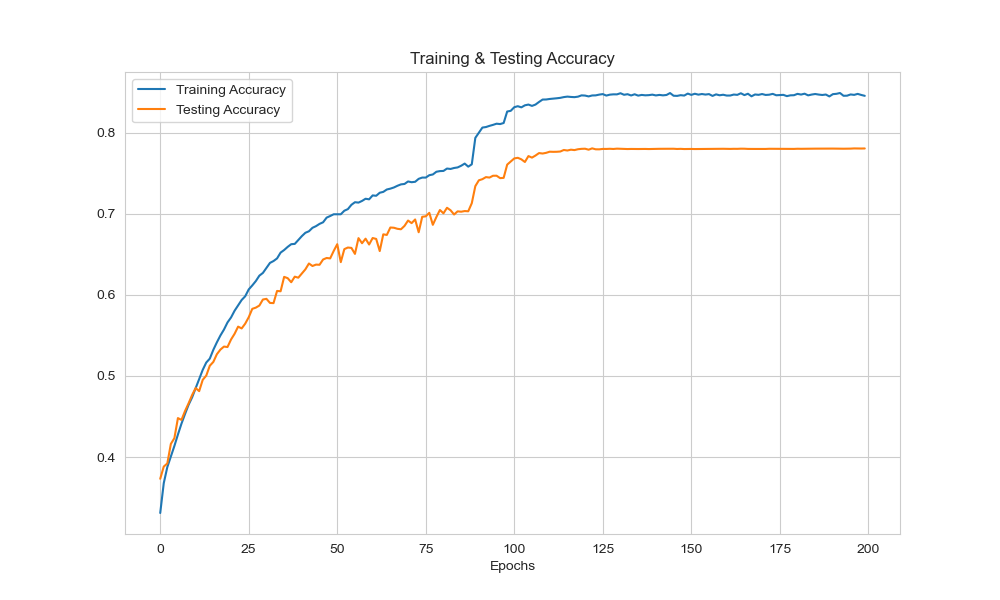 Training & Testing Accuracy
Training Accuracy
Testing Accuracy
0.8
0.7
0.6
0.5
0.4
0 25 50 75 100 125 150 175 200
Epochs